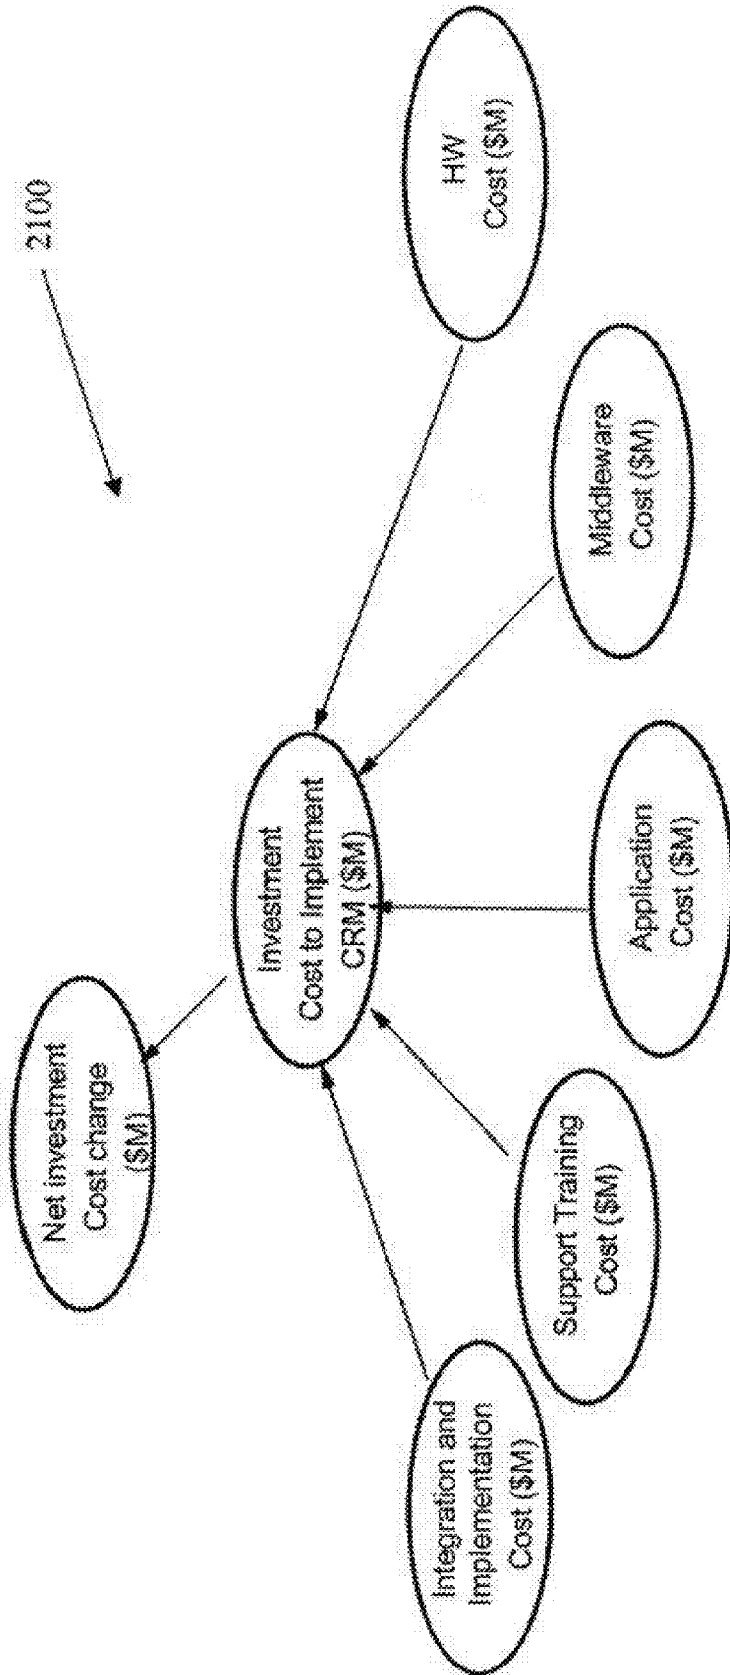 2100
Net investment
Cost change
($M)
Investment
Cost to Implement
CRM ($M)
Integration and
Implementation
Cost ($M)
Support Training
Cost ($M)
Application
Cost ($M)
Middleware
Cost ($M)
HW
Cost ($M)